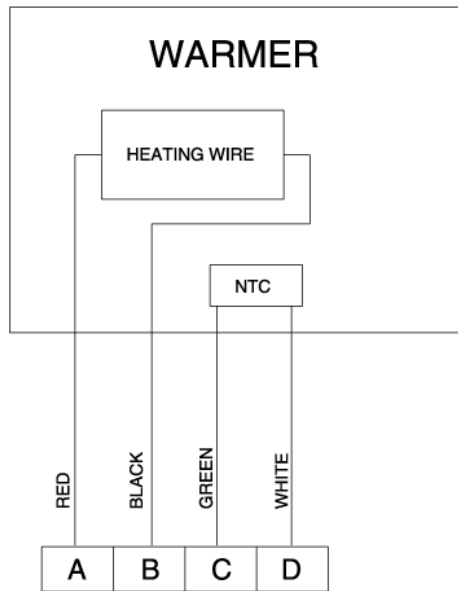 WARMER
HEATING WIRE
NTC
RED
BLACK
GREEN
WHITE
A
B
C
D